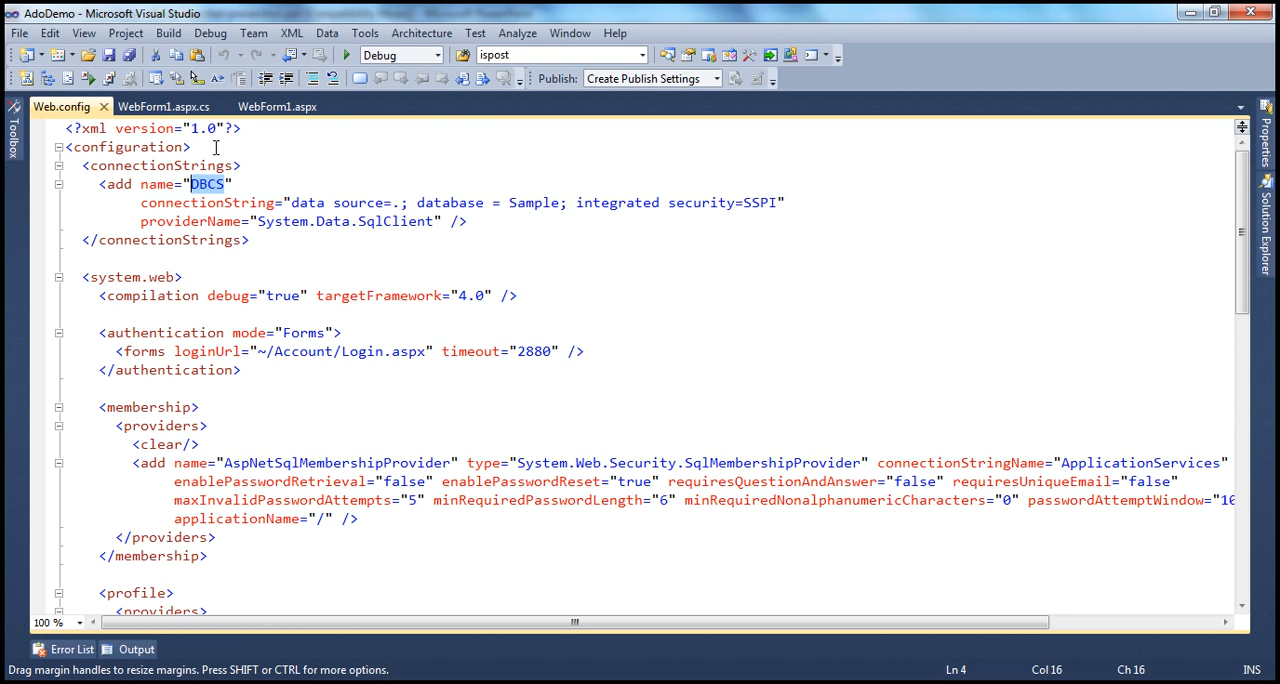 AdoDemo - Microsoft Visual Studio
File Edit View Project Build Debug Team XML Data Tools Architecture Test Analyze Window Help
Debug ispost
Publish: Create Publish Settings
Web.config WebForm1.aspx.cs WebForm1.aspx
Toolbox
Properties
Solution Explorer
<?xml version="1.0"?>
<configuration>
<connectionStrings>
<add name="DBCS"
connectionString="data source=.; database = Sample; integrated security=SSPI"
providerName="System.Data.SqlClient" />
</connectionStrings>
<system.web>
<compilation debug="true" targetFramework="4.0" />
<authentication mode="Forms">
<forms loginUrl="~/Account/Login.aspx" timeout="2880" />
</authentication>
<membership>
<providers>
<clear/>
<add name="AspNetSqlMembershipProvider" type="System.Web.Security.SqlMembershipProvider" connectionStringName="ApplicationServices"
enablePasswordRetrieval="false" enablePasswordReset="true" requiresQuestionAndAnswer="false" requiresUniqueEmail="false"
maxInvalidPasswordAttempts="5" minRequiredPasswordLength="6" minRequiredNonalphanumericCharacters="0" passwordAttemptWindow="10
applicationName="/" />
</providers>
</membership>
<profile>
<providers>
100 %
Error List Output
Drag margin handles to resize margins. Press SHIFT or CTRL for more options. Ln 4 Col 16 Ch 16 INS